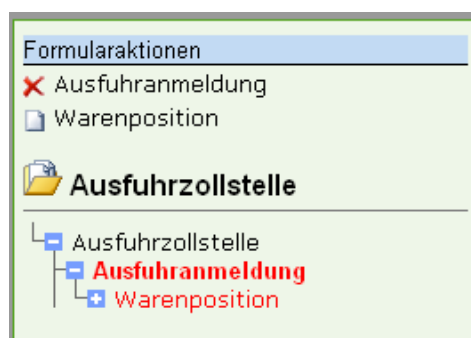 Formularaktionen
Ausfuhranmeldung
Warenposition
Ausfuhrzollstelle
Ausfuhrzollstelle
Ausfuhranmeldung
Warenposition